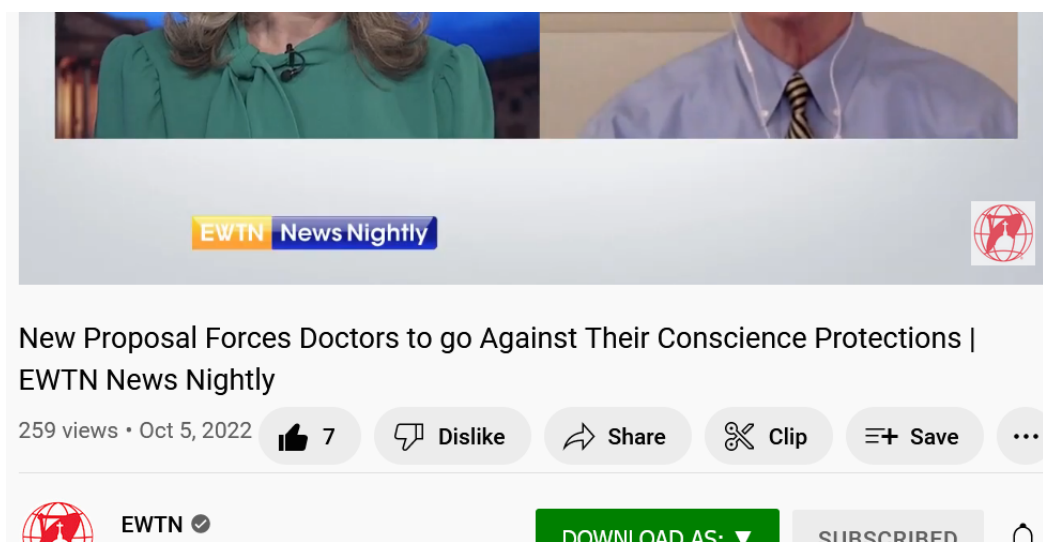 EWTN News Nightly
New Proposal Forces Doctors to go Against Their Conscience Protections |
EWTN News Nightly
259 views • Oct 5, 2022 7 Dislike Share Clip Save
EWTN
DOWNLOAD AS: ▼ SUBSCRIBED